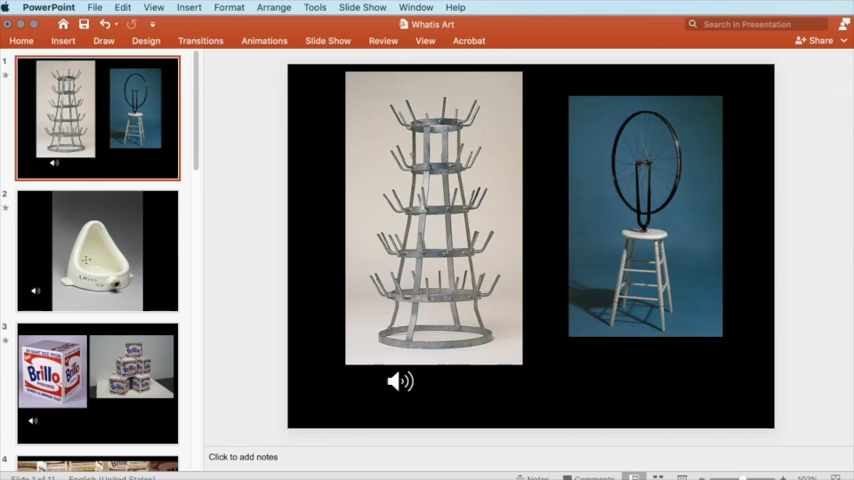 PowerPoint File Edit View Insert Format Arrange Tools Slide Show Window Help
Whatis Art
Search in Presentation
Home Insert Draw Design Transitions Animations Slide Show Review View Acrobat
Share
1
2
3
Brillo
Brillo
4
Click to add notes
Slide 1 of 11 English (United States)
Notes Comments 102%